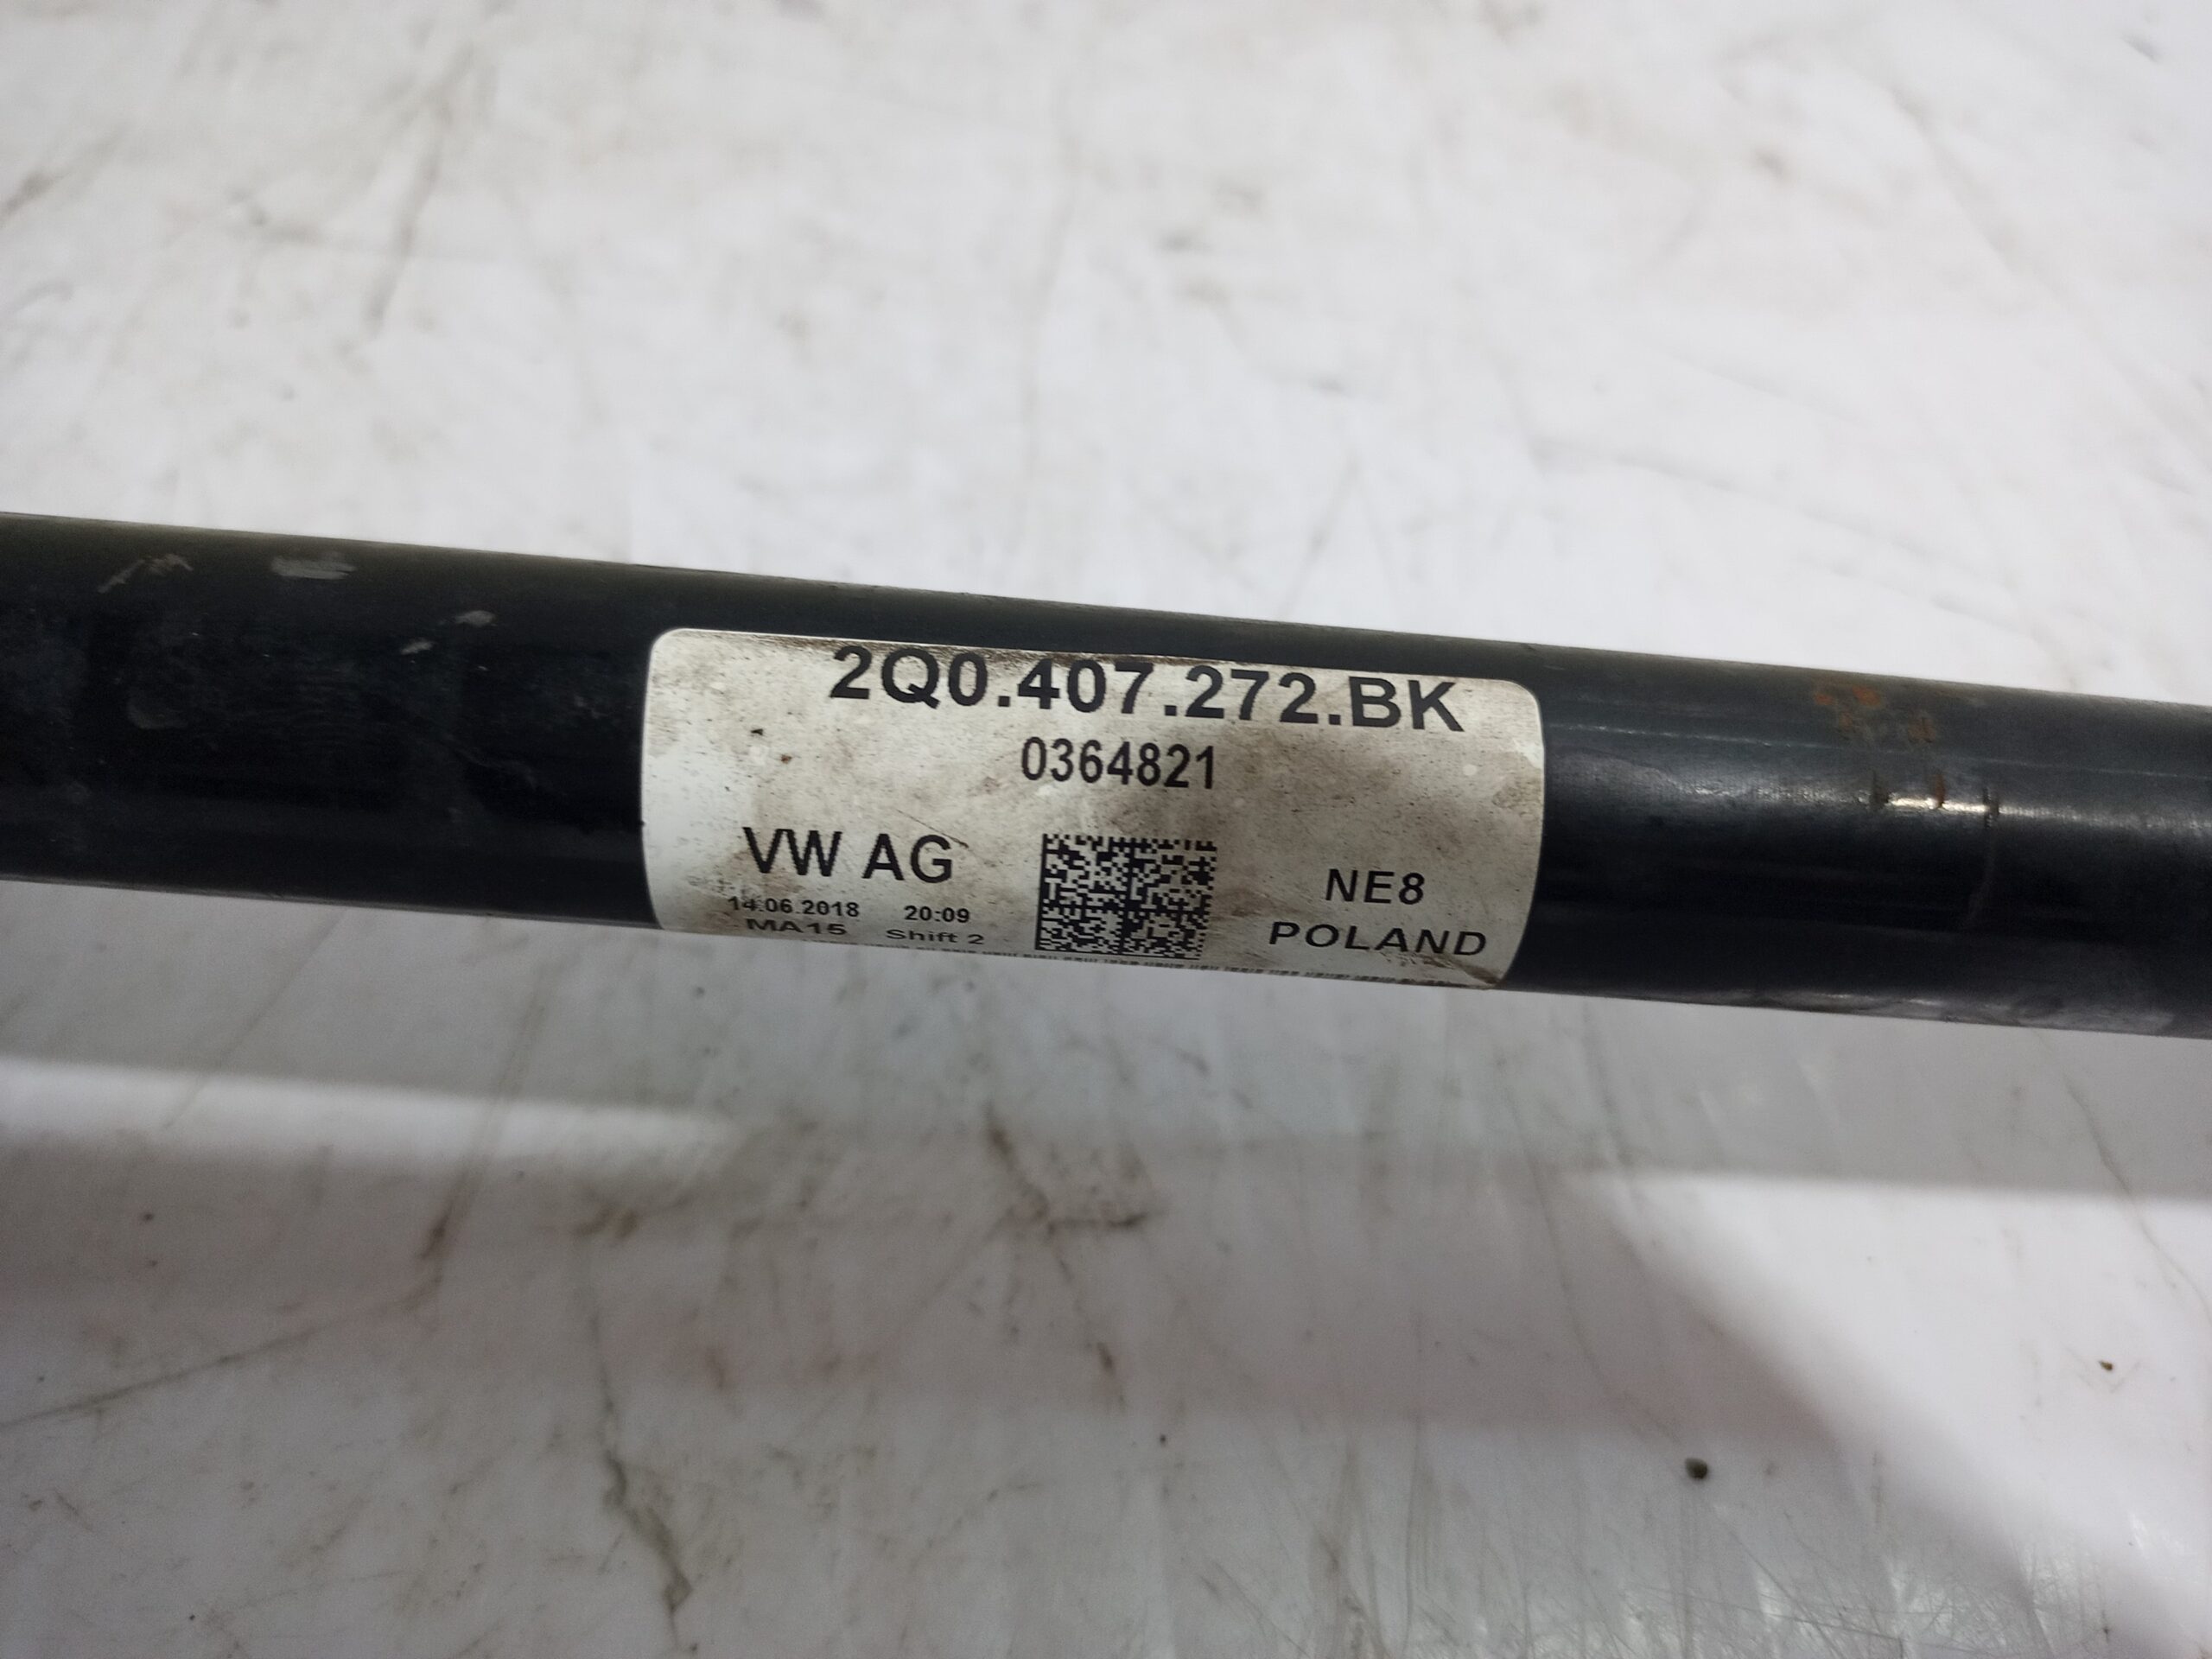 2Q0.407.272.BK
0364821
VW AG
14.06.2018 20:09
MA15 Shift 2
NE8
POLAND